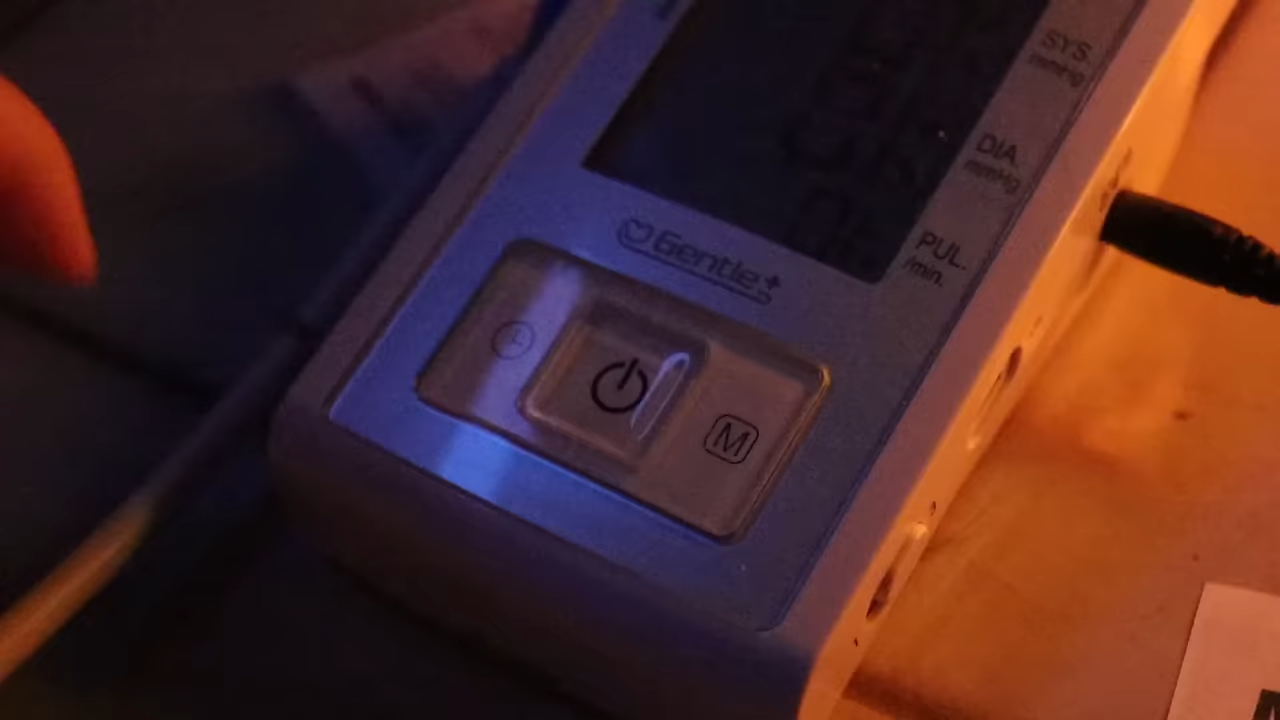 SYS.
mmHg
DIA.
mmHg
PUL.
/min.
Gentle+
M